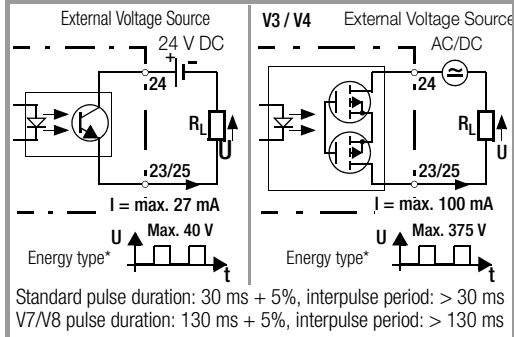 External Voltage Source
24 V DC
+ -
24
RL
U
23/25
I = max. 27 mA
U
Max. 40 V
Energy type*
t
V3 / V4
External Voltage Source
AC/DC
24
RL
U
23/25
I = max. 100 mA
U
Max. 375 V
Energy type*
t
Standard pulse duration: 30 ms + 5%, interpulse period: > 30 ms
V7/V8 pulse duration: 130 ms + 5%, interpulse period: > 130 ms